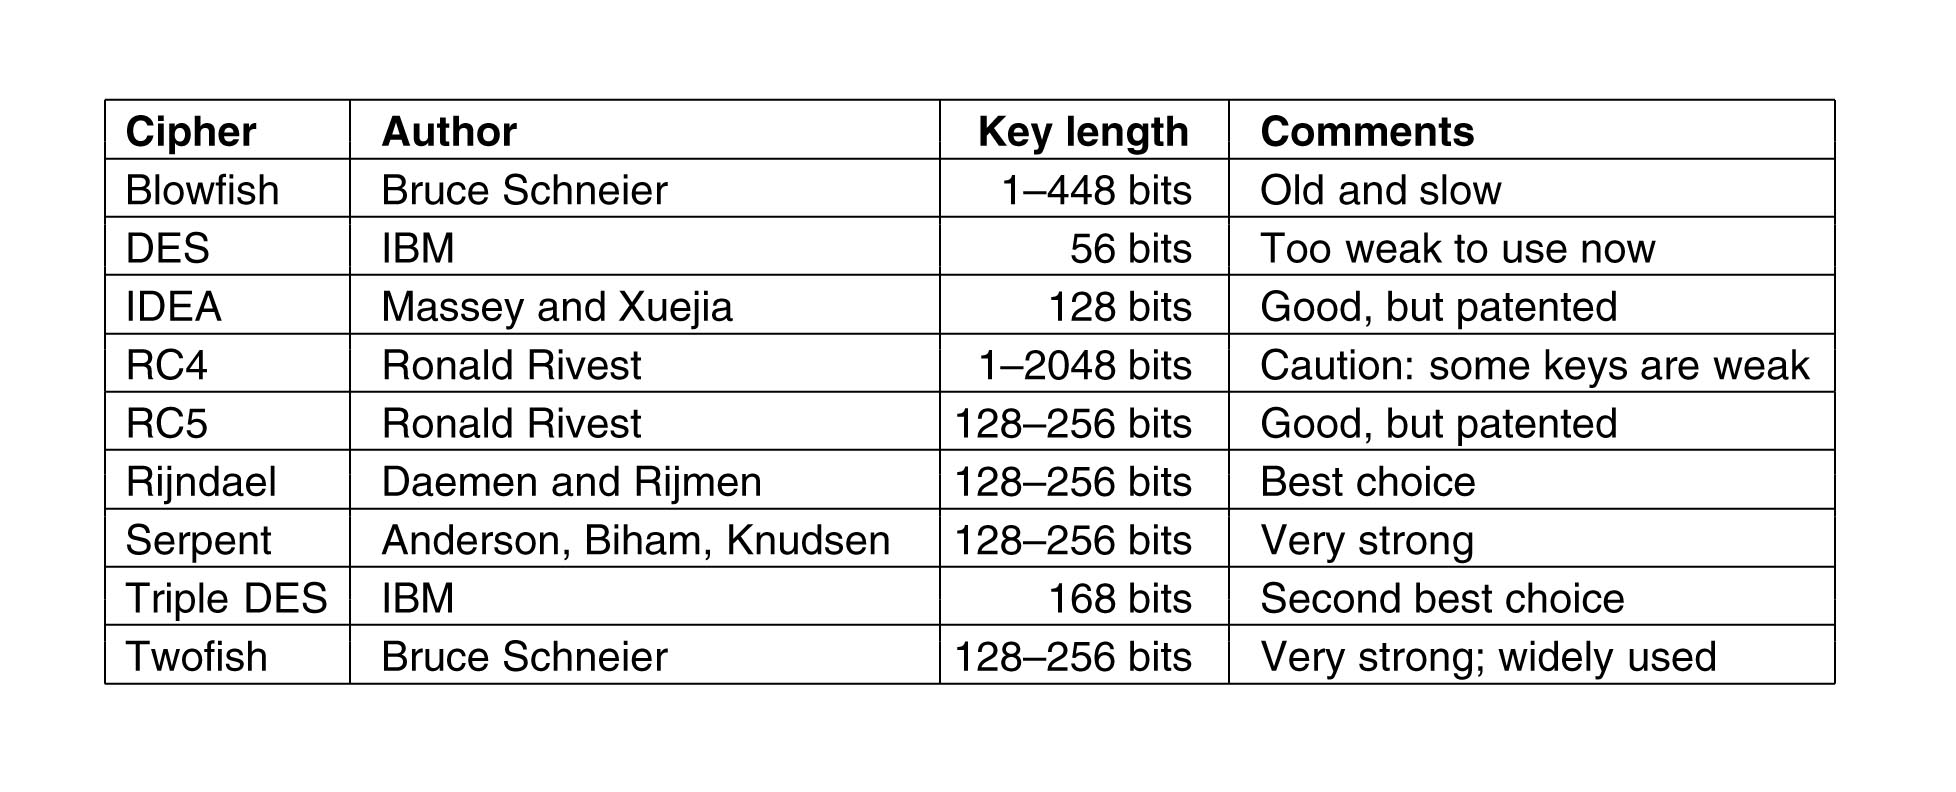 Cipher Author Key length Comments
Blowfish Bruce Schneier 1–448 bits Old and slow
DES IBM 56 bits Too weak to use now
IDEA Massey and Xuejia 128 bits Good, but patented
RC4 Ronald Rivest 1–2048 bits Caution: some keys are weak
RC5 Ronald Rivest 128–256 bits Good, but patented
Rijndael Daemen and Rijmen 128–256 bits Best choice
Serpent Anderson, Biham, Knudsen 128–256 bits Very strong
Triple DES IBM 168 bits Second best choice
Twofish Bruce Schneier 128–256 bits Very strong; widely used